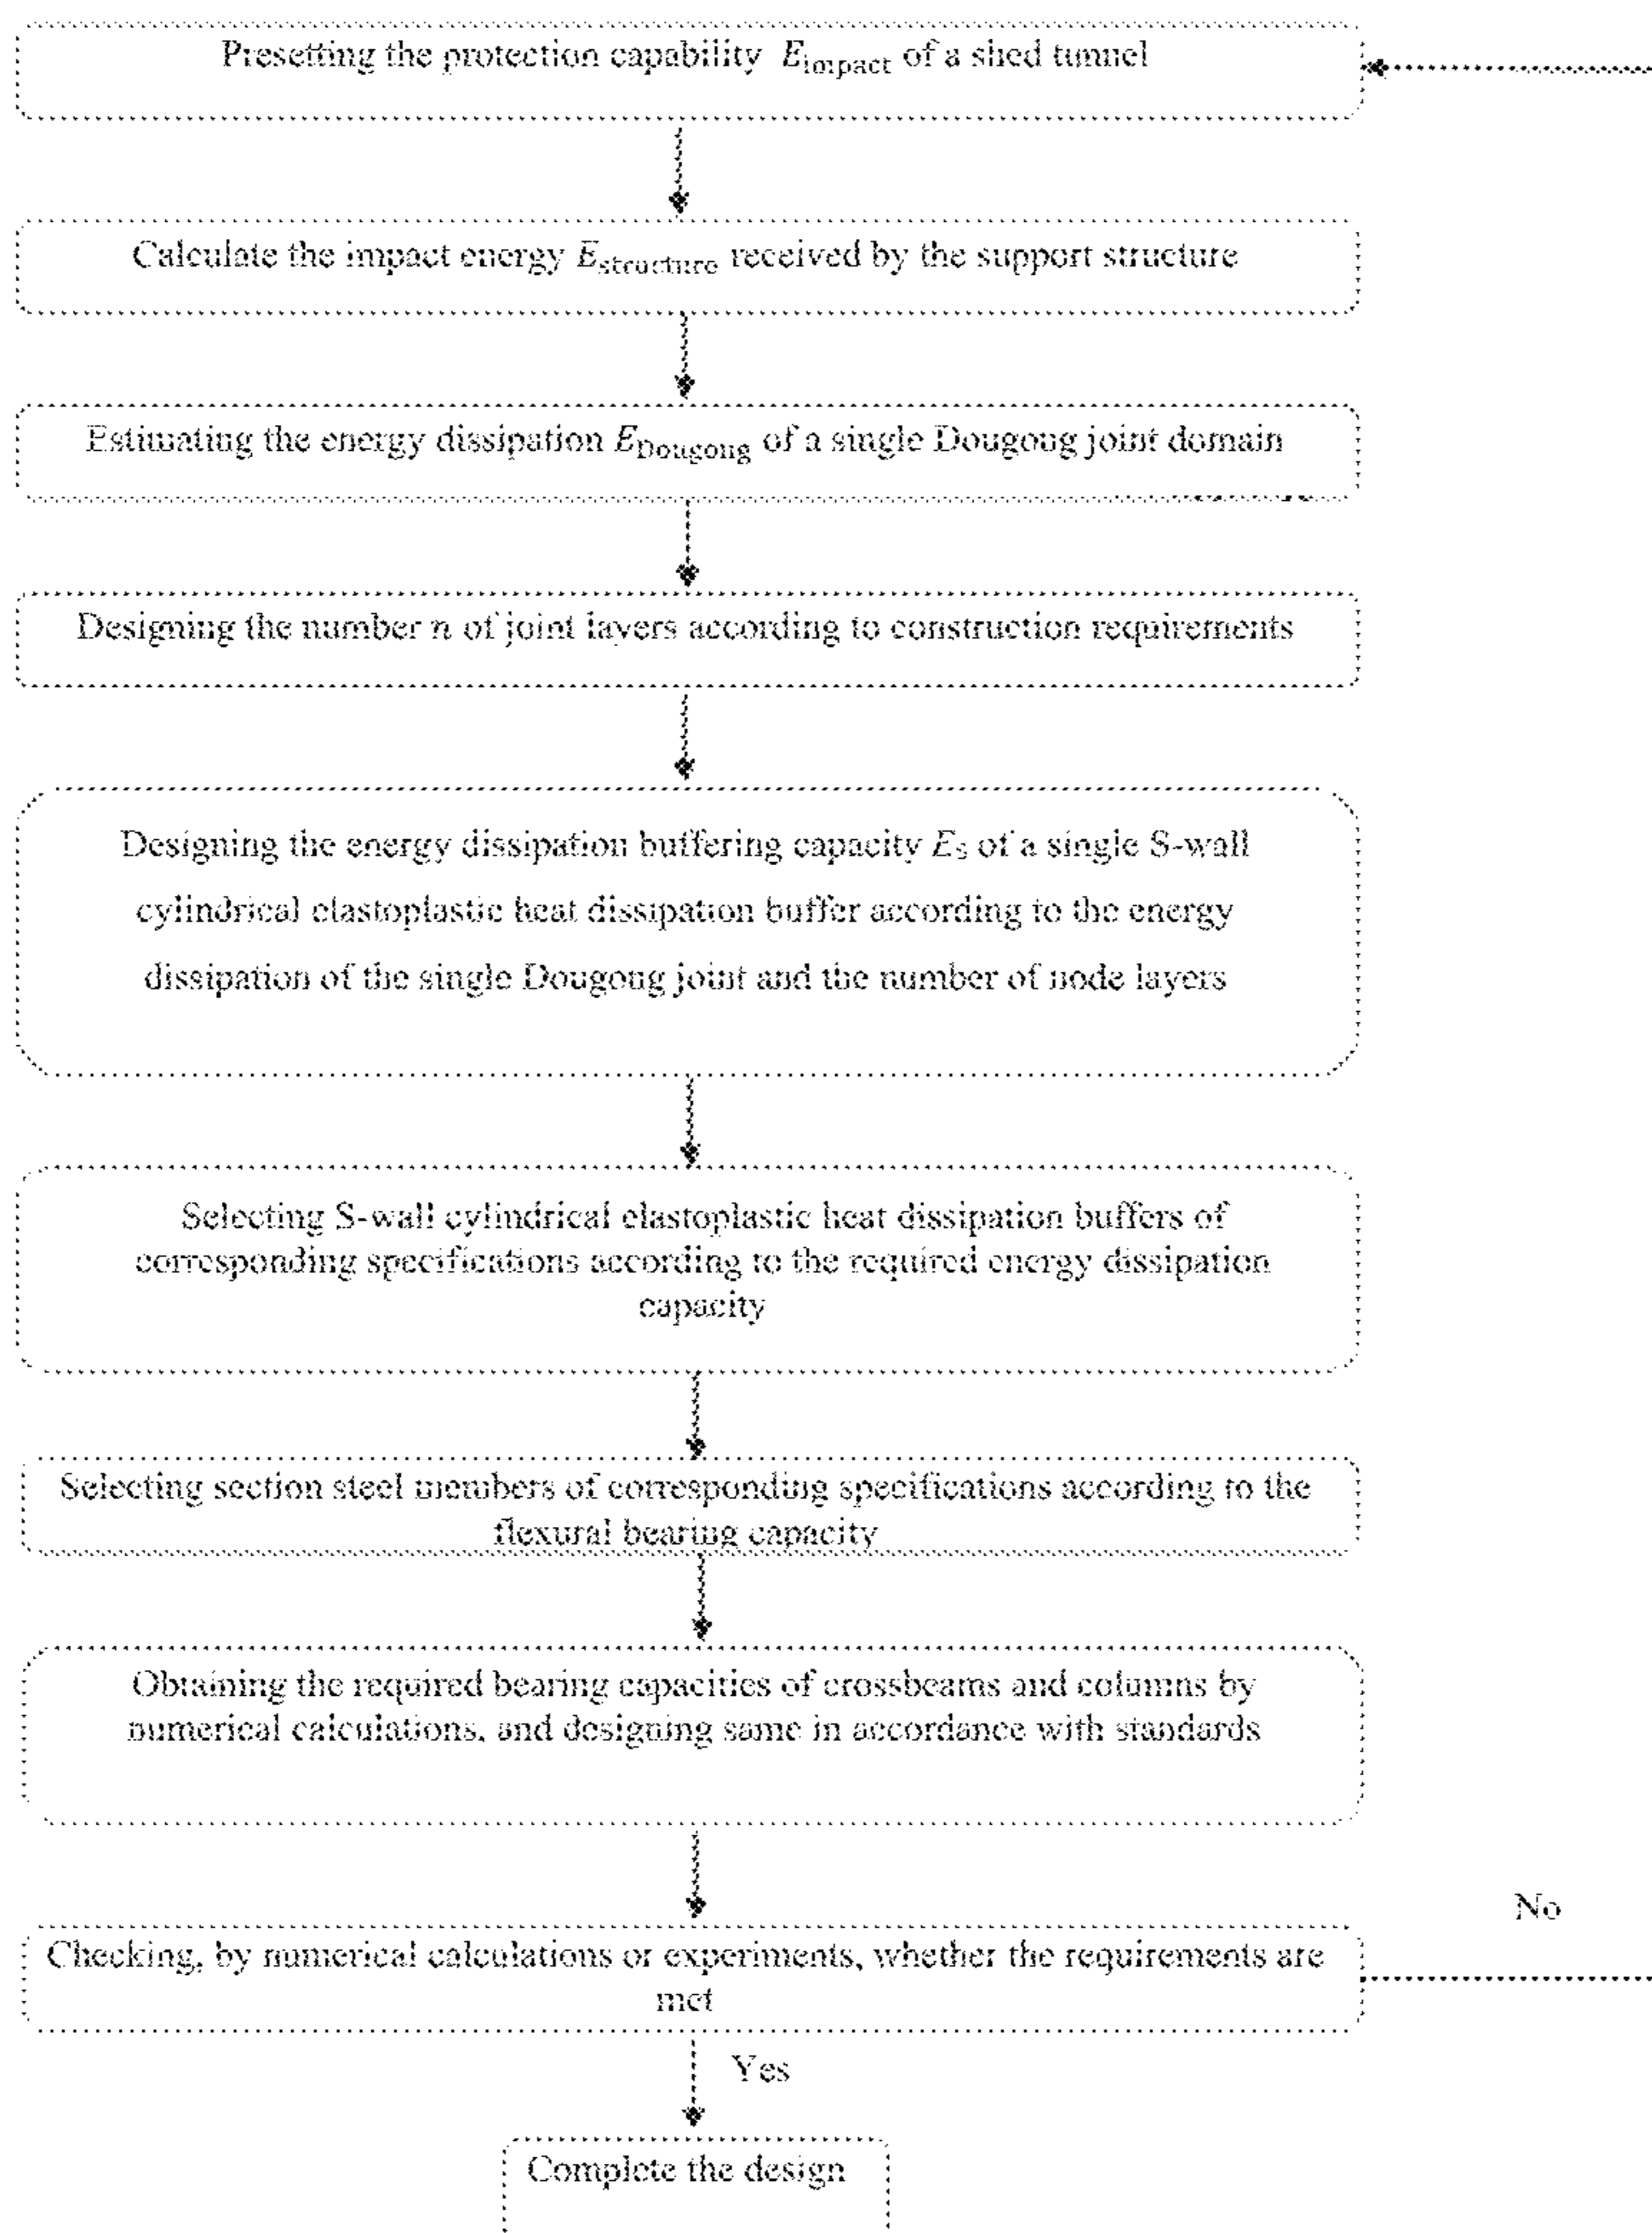 Presetting the protection capability E_impact of a shed tunnel
Calculate the impact energy E_structure received by the support structure
Estimating the energy dissipation E_Dougong of a single Dougong joint domain
Designing the number n of joint layers according to construction requirements
Designing the energy dissipation buffering capacity E_S of a single S-wall
cylindrical elastoplastic heat dissipation buffer according to the energy
dissipation of the single Dougong joint and the number of node layers
Selecting S-wall cylindrical elastoplastic heat dissipation buffers of
corresponding specifications according to the required energy dissipation
capacity
Selecting section steel members of corresponding specifications according to the
flexural bearing capacity
Obtaining the required bearing capacities of crossbeams and columns by
numerical calculations, and designing same in accordance with standards
No
Checking, by numerical calculations or experiments, whether the requirements are
met
Yes
Complete the design